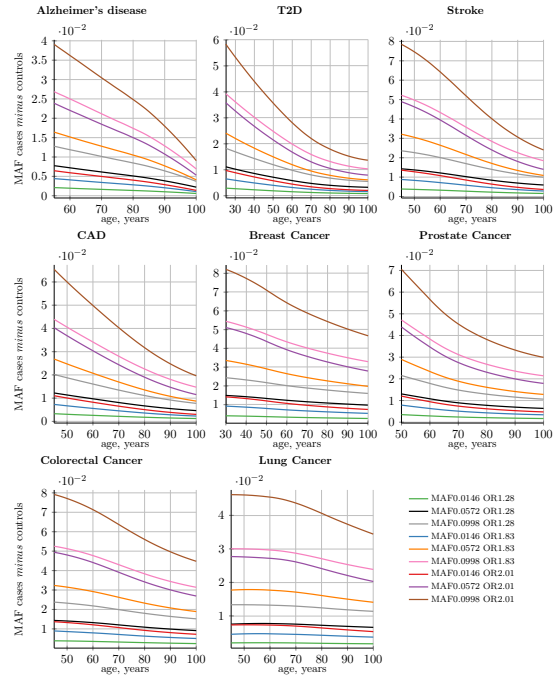 Alzheimer's disease
·10⁻²
MAF cases minus controls
4
3.5
3
2.5
2
1.5
1
0.5
0
50 60 70 80 90 100
age, years
T2D
·10⁻²
6
5
4
3
2
1
0
30 40 50 60 70 80 90 100
age, years
Stroke
·10⁻²
8
6
4
2
0
50 60 70 80 90 100
age, years
CAD
·10⁻²
MAF cases minus controls
6
5
4
3
2
1
0
50 60 70 80 90 100
age, years
Breast Cancer
·10⁻²
8
7
6
5
4
3
2
1
30 40 50 60 70 80 90 100
age, years
Prostate Cancer
·10⁻²
7
6
5
4
3
2
1
0
50 60 70 80 90 100
age, years
Colorectal Cancer
·10⁻²
MAF cases minus controls
8
7
6
5
4
3
2
1
50 60 70 80 90 100
age, years
Lung Cancer
·10⁻²
4
3
2
1
50 60 70 80 90 100
age, years
MAF0.0146 OR1.28
MAF0.0572 OR1.28
MAF0.0998 OR1.28
MAF0.0146 OR1.83
MAF0.0572 OR1.83
MAF0.0998 OR1.83
MAF0.0146 OR2.01
MAF0.0572 OR2.01
MAF0.0998 OR2.01